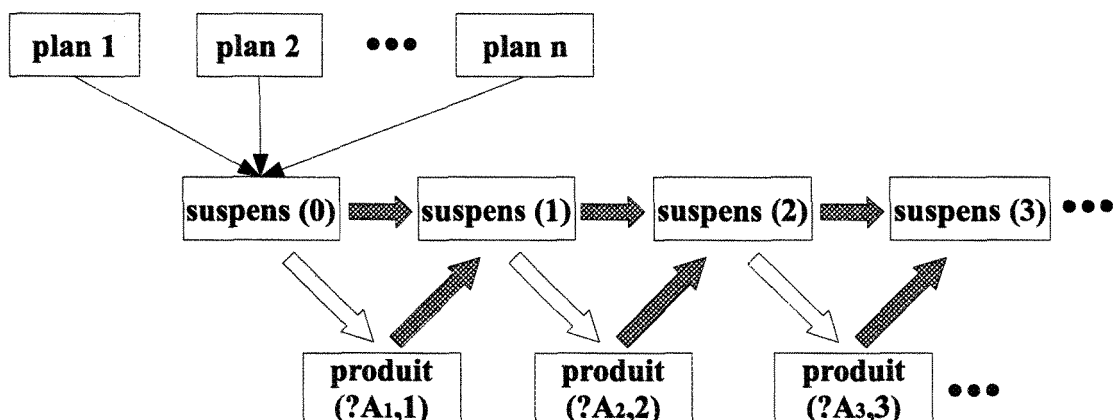 plan 1 plan 2 ••• plan n
suspens (0) suspens (1) suspens (2) suspens (3) •••
produit produit produit
(?A₁,1) (?A₂,2) (?A₃,3) •••